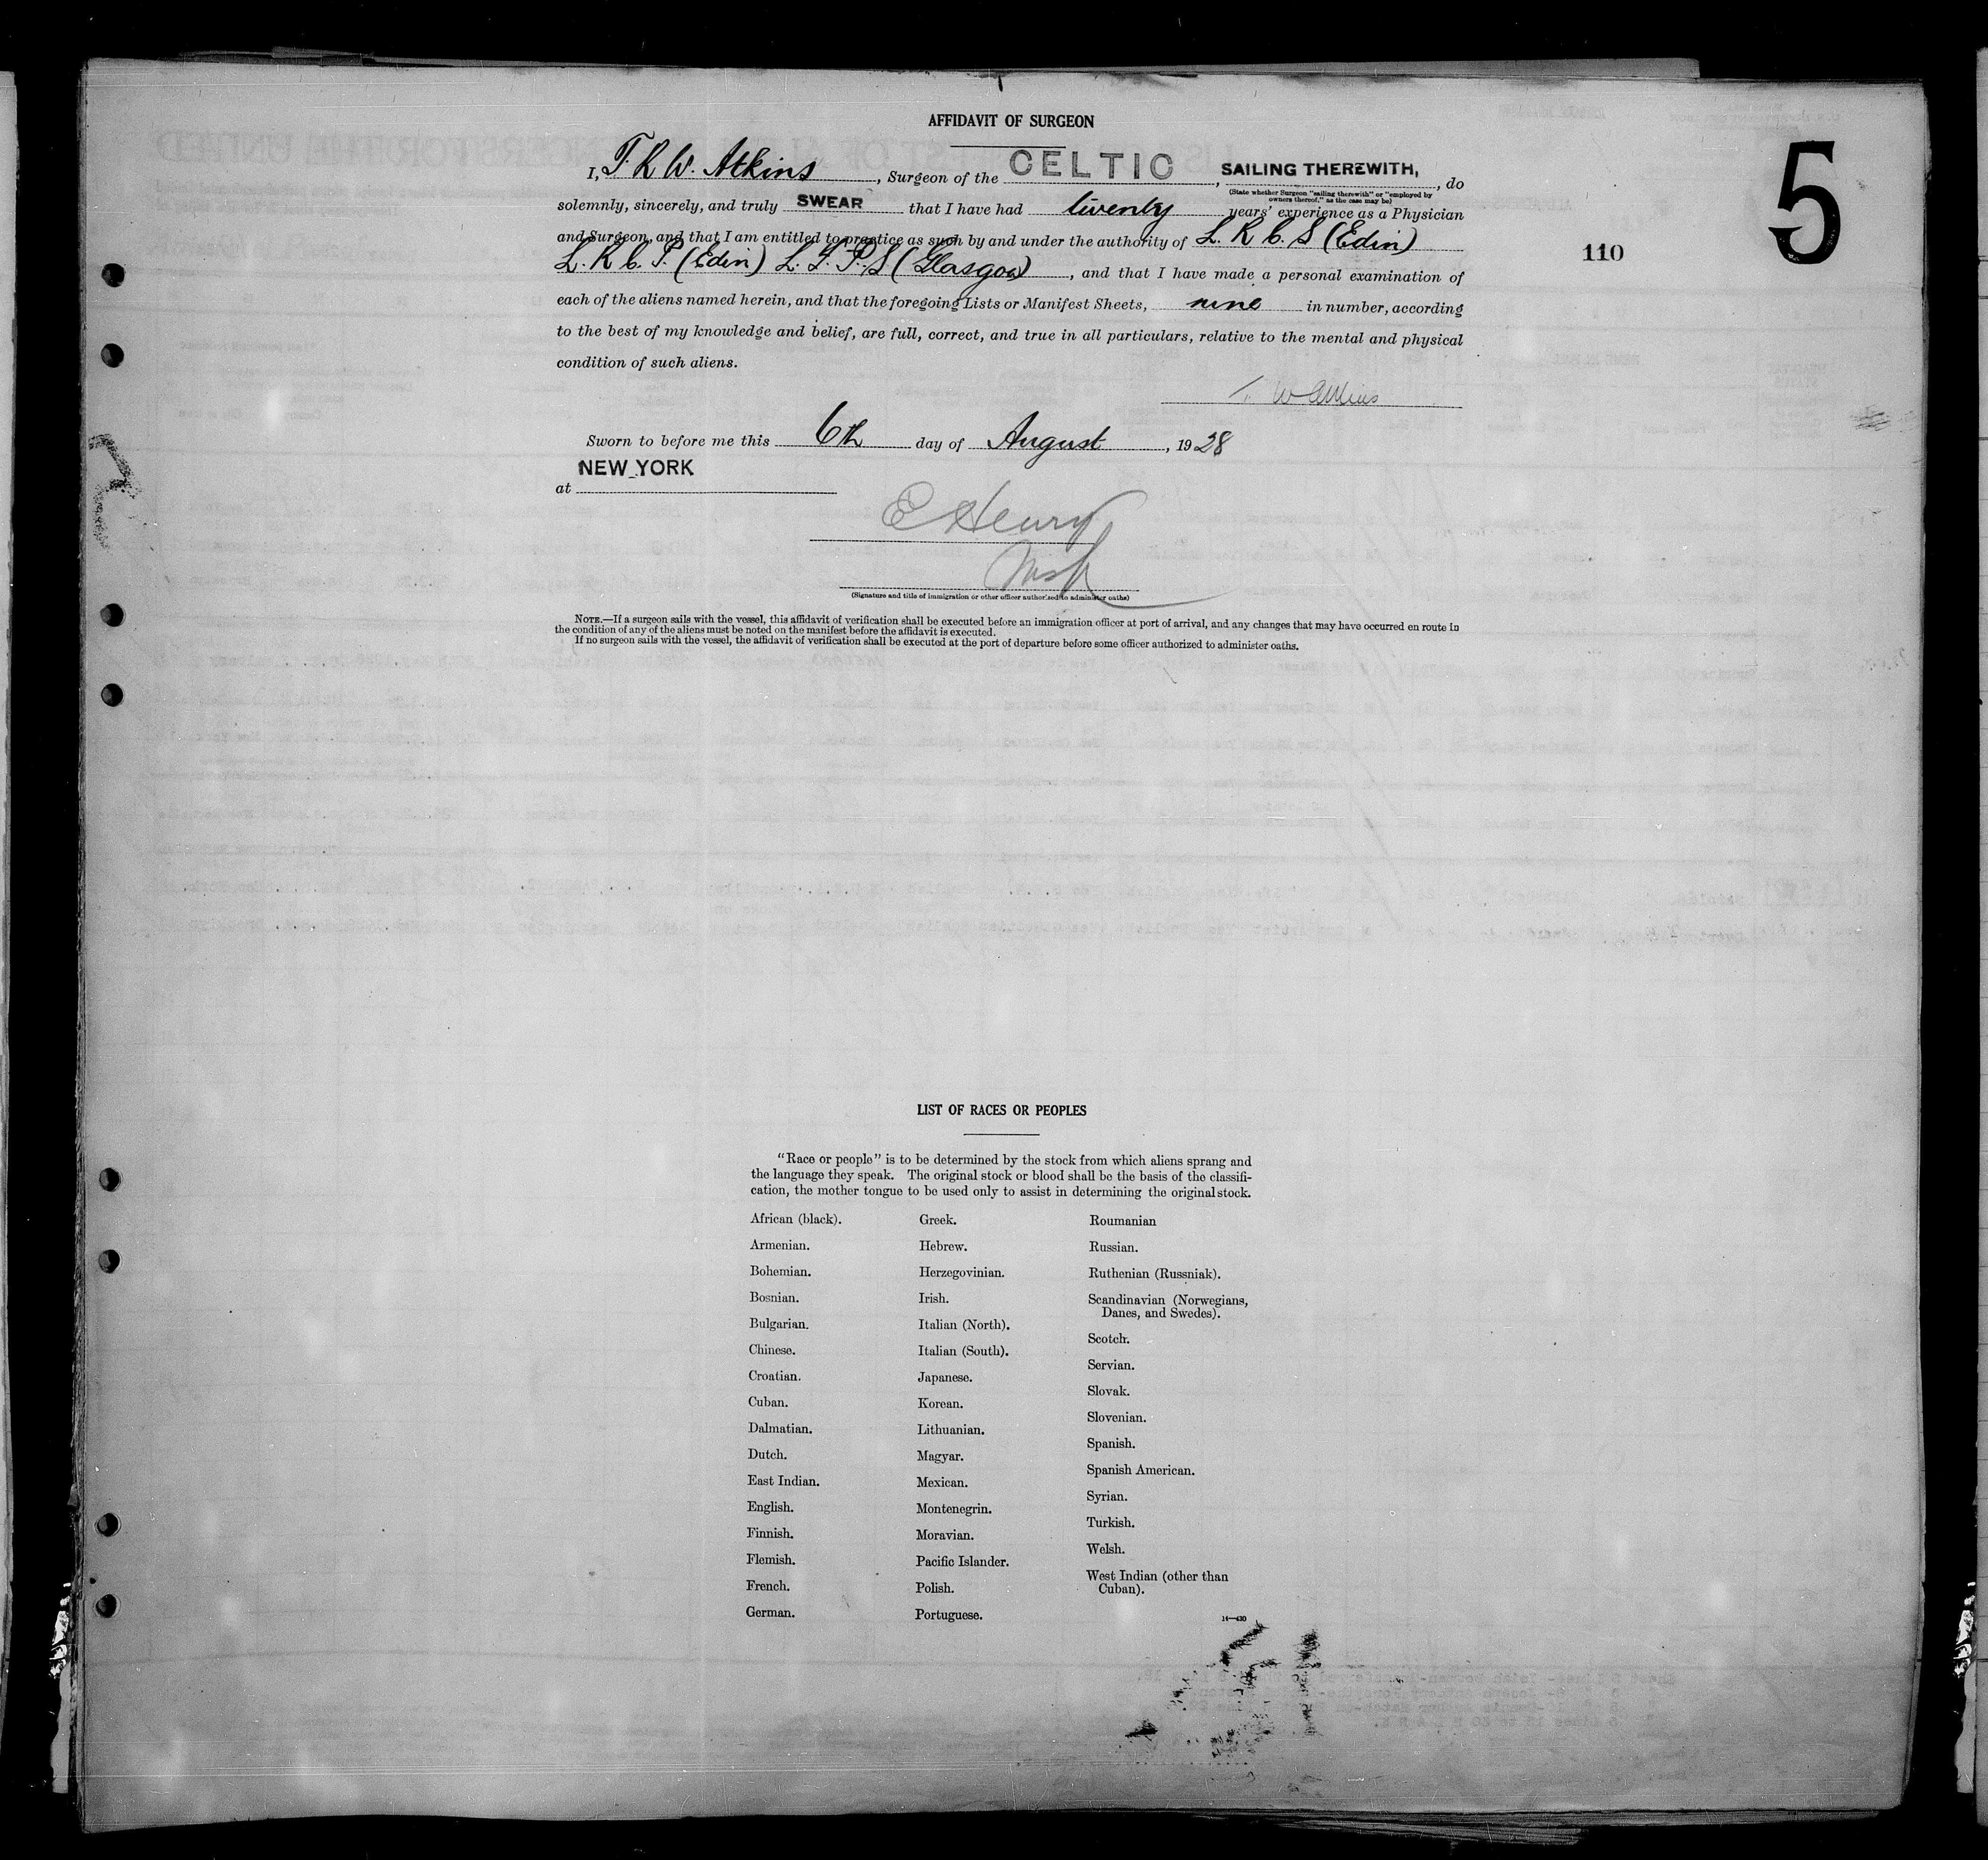 AFFIDAVIT OF SURGEON
5
I, T. R. W. Atkins, Surgeon of the CELTIC, SAILING THEREWITH, do
(State whether Surgeon "sailing therewith" or "employed by
owners thereof," as the case may be)
solemnly, sincerely, and truly SWEAR that I have had twenty years' experience as a Physician
and Surgeon, and that I am entitled to practice as such by and under the authority of L. R. C. S (Edin)
110
L. R. C. P (Edin) L. F. P. S (Glasgow), and that I have made a personal examination of
each of the aliens named herein, and that the foregoing Lists or Manifest Sheets, nine in number, according
to the best of my knowledge and belief, are full, correct, and true in all particulars, relative to the mental and physical
condition of such aliens.
W Atkins
Sworn to before me this 6th day of August, 1928
NEW YORK
at
E Henry
(Signature and title of immigration or other officer authorized to administer oaths)
NOTE.—If a surgeon sails with the vessel, this affidavit of verification shall be executed before an immigration officer at port of arrival, and any changes that may have occurred en route in
the condition of any of the aliens must be noted on the manifest before the affidavit is executed.
If no surgeon sails with the vessel, the affidavit of verification shall be executed at the port of departure before some officer authorized to administer oaths.
LIST OF RACES OR PEOPLES
"Race or people" is to be determined by the stock from which aliens sprang and
the language they speak. The original stock or blood shall be the basis of the classifi-
cation, the mother tongue to be used only to assist in determining the original stock.
African (black).
Armenian.
Bohemian.
Bosnian.
Bulgarian.
Chinese.
Croatian.
Cuban.
Dalmatian.
Dutch.
East Indian.
English.
Finnish.
Flemish.
French.
German.
Greek.
Hebrew.
Herzegovinian.
Irish.
Italian (North).
Italian (South).
Japanese.
Korean.
Lithuanian.
Magyar.
Mexican.
Montenegrin.
Moravian.
Pacific Islander.
Polish.
Portuguese.
Roumanian
Russian.
Ruthenian (Russniak).
Scandinavian (Norwegians,
Danes, and Swedes).
Scotch.
Servian.
Slovak.
Slovenian.
Spanish.
Spanish American.
Syrian.
Turkish.
Welsh.
West Indian (other than
Cuban).
14—430